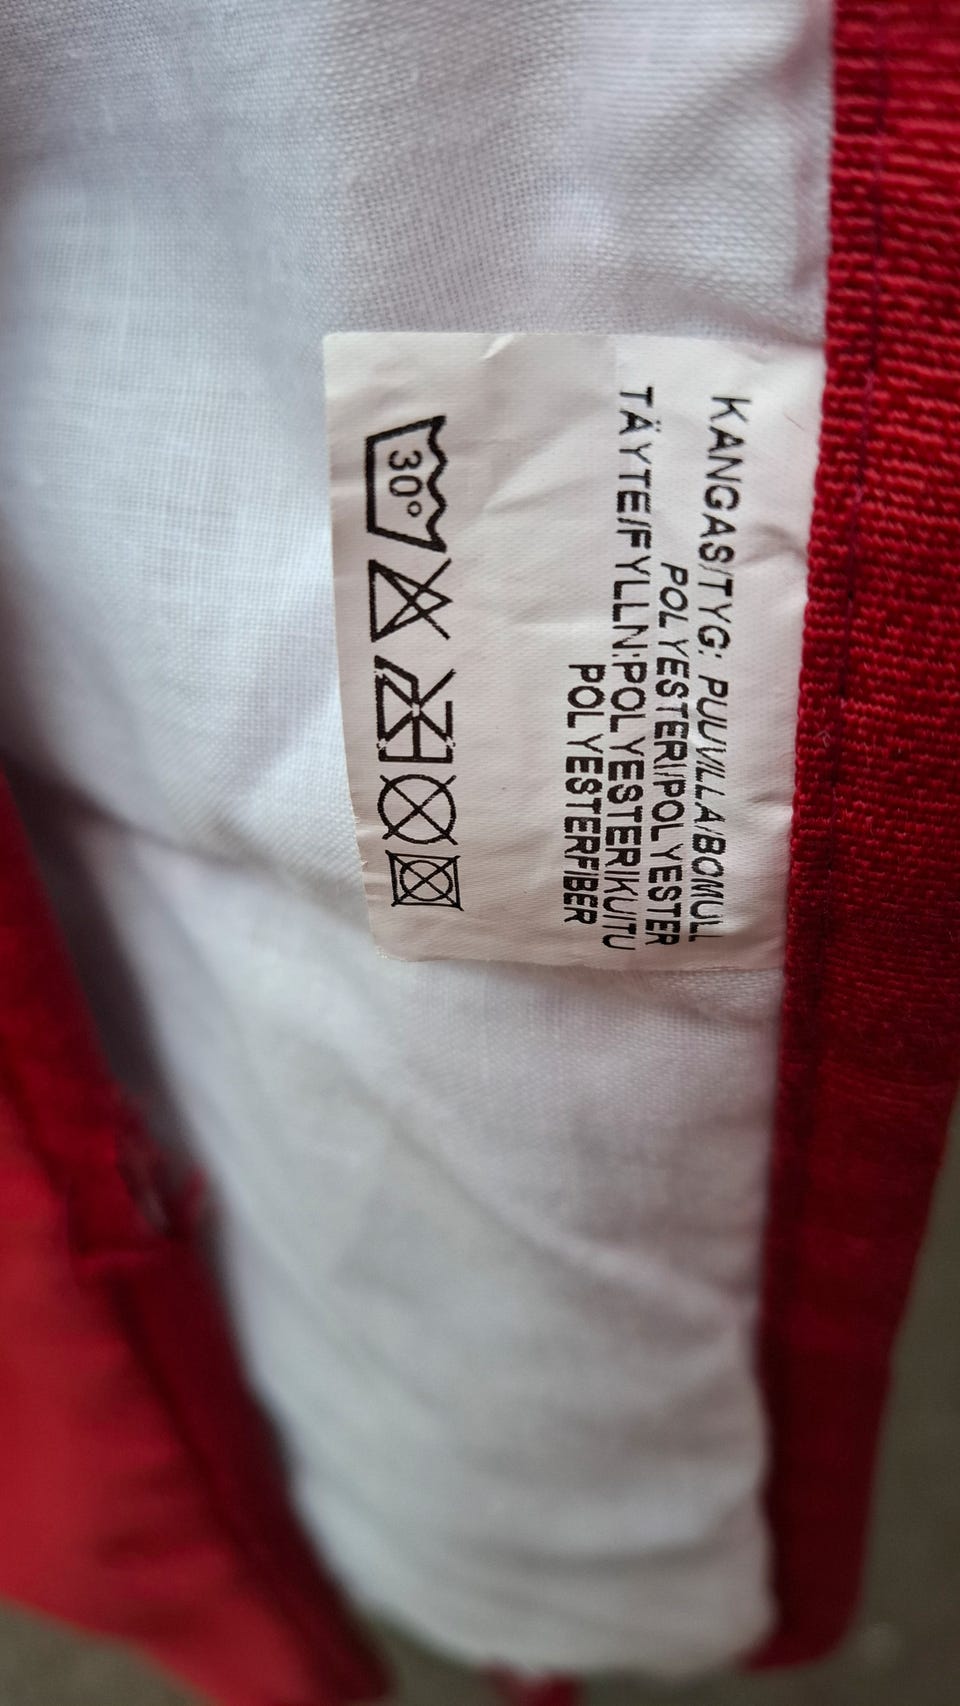 KANGAS/TYG: PUUVILLA/BOMULL
POLYESTERI/POLYESTER
TÄYTE/FYLLN:POLYESTERIKUITU
POLYESTERFIBER
30°